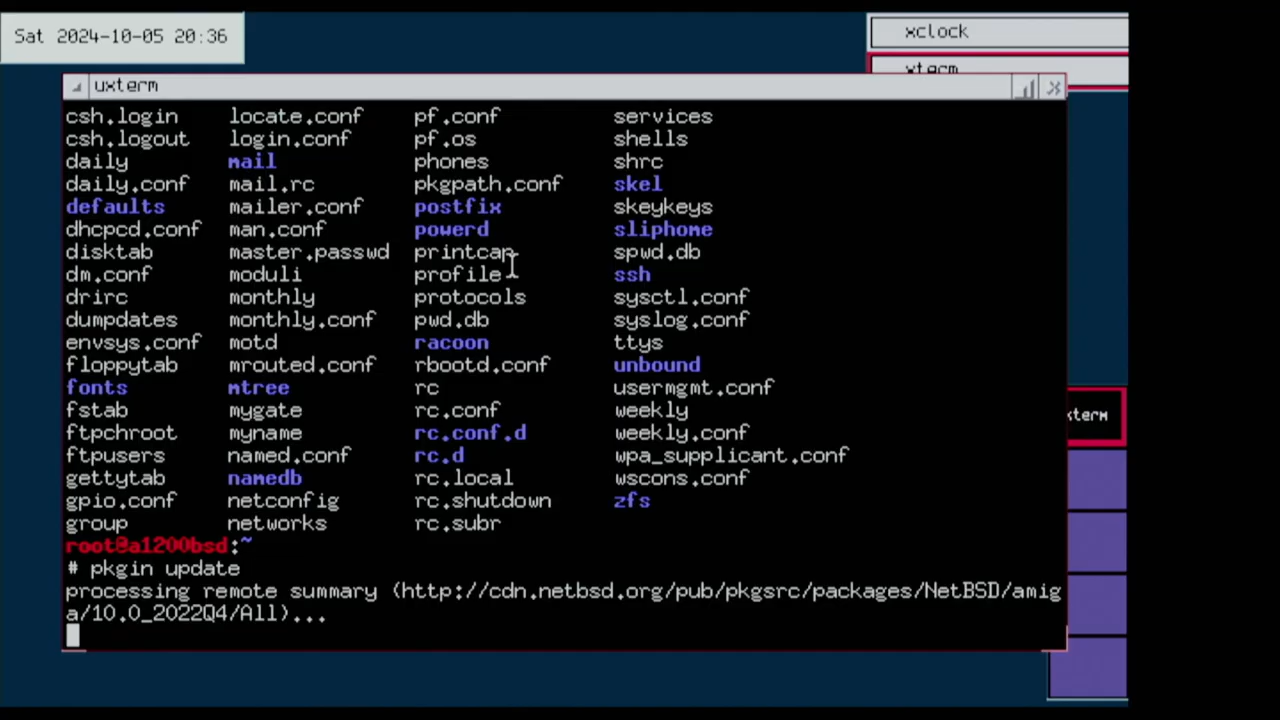 Sat 2024-10-05 20:36
xclock
xterm
uxterm
csh.login locate.conf pf.conf services
csh.logout login.conf pf.os shells
daily mail phones shrc
daily.conf mail.rc pkgpath.conf skel
defaults mailer.conf postfix skeykeys
dhcpcd.conf man.conf powerd sliphome
disktab master.passwd printcap spwd.db
dm.conf moduli profile ssh
drirc monthly protocols sysctl.conf
dumpdates monthly.conf pwd.db syslog.conf
envsys.conf motd racoon ttys
floppytab mrouted.conf rbootd.conf unbound
fonts mtree rc usermgmt.conf
fstab mygate rc.conf weekly
ftpchroot myname rc.conf.d weekly.conf
ftpusers named.conf rc.d wpa_supplicant.conf
gettytab namedb rc.local wscons.conf
gpio.conf netconfig rc.shutdown zfs
group networks rc.subr
root@a1200bsd:~
# pkgin update
processing remote summary (http://cdn.netbsd.org/pub/pkgsrc/packages/NetBSD/amig
a/10.0_2022Q4/All)...
xterm